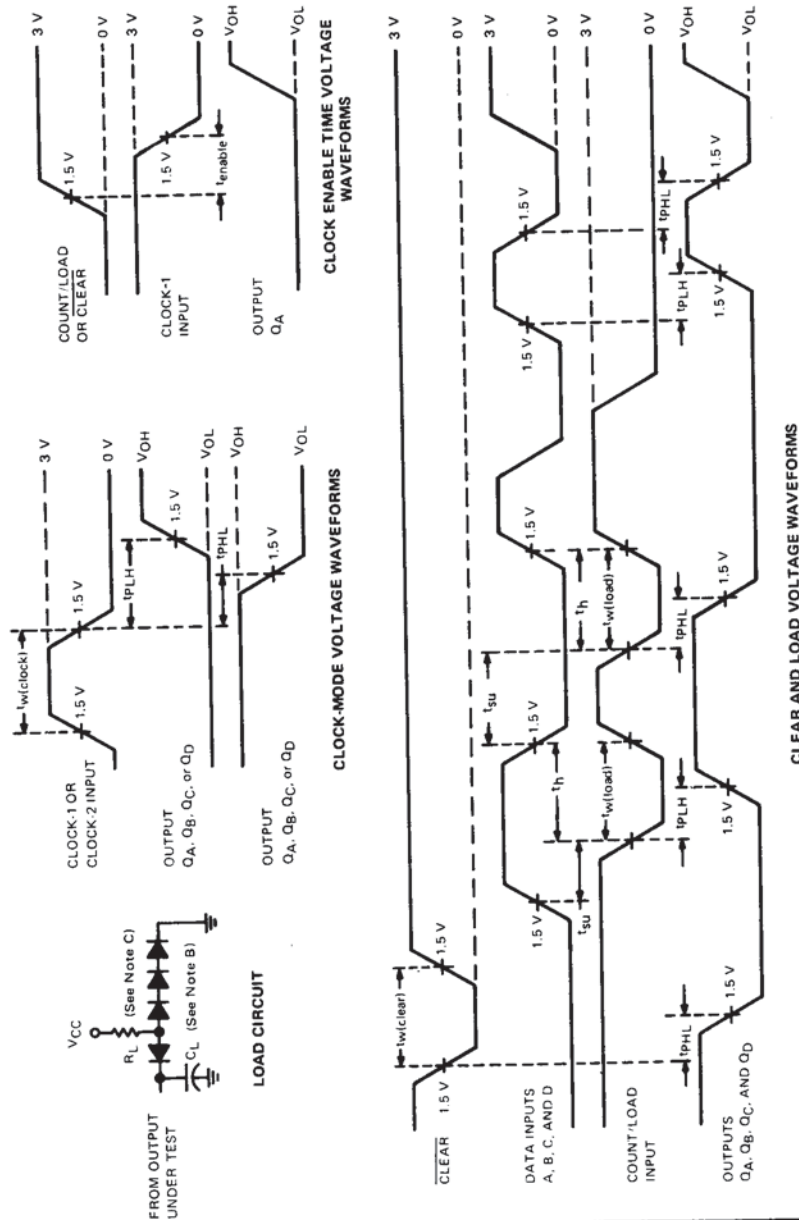 FROM OUTPUT
UNDER TEST
VCC
RL
CL
(See Note C)
(See Note B)
LOAD CIRCUIT
CLOCK-1 OR
CLOCK-2 INPUT
tw(clock)
1.5 V
1.5 V
3 V
0 V
OUTPUT
QA, QB, QC, or QD
tPLH
1.5 V
VOH
VOL
OUTPUT
QA, QB, QC, or QD
tPHL
1.5 V
VOH
VOL
CLOCK-MODE VOLTAGE WAVEFORMS
COUNT/LOAD
OR CLEAR
1.5 V
3 V
0 V
CLOCK-1
INPUT
1.5 V
3 V
0 V
tenable
OUTPUT
QA
VOH
VOL
CLOCK ENABLE TIME VOLTAGE
WAVEFORMS
CLEAR
1.5 V
tw(clear)
1.5 V
3 V
0 V
DATA INPUTS
A, B, C, AND D
1.5 V
1.5 V
1.5 V
1.5 V
1.5 V
3 V
0 V
tsu
th
tsu
th
COUNT/LOAD
INPUT
tw(load)
tw(load)
3 V
0 V
OUTPUTS
QA, QB, QC, AND QD
tPHL
1.5 V
tPLH
1.5 V
tPHL
1.5 V
tPLH
1.5 V
tPHL
1.5 V
VOH
VOL
CLEAR AND LOAD VOLTAGE WAVEFORMS